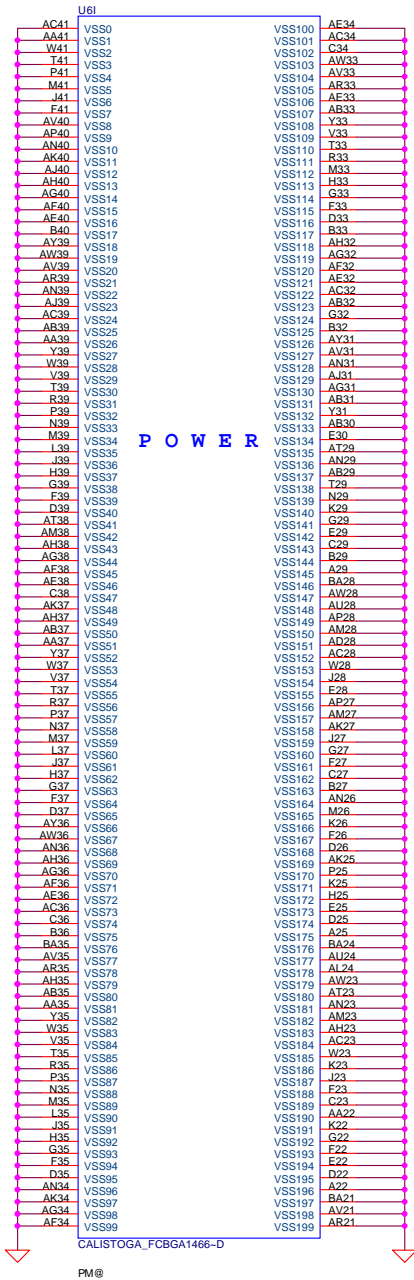 U6I
AC41 VSS0 VSS100 AE34
AA41 VSS1 VSS101 AC34
W41 VSS2 VSS102 C34
T41 VSS3 VSS103 AW33
P41 VSS4 VSS104 AV33
M41 VSS5 VSS105 AR33
J41 VSS6 VSS106 AE33
F41 VSS7 VSS107 AB33
AV40 VSS8 VSS108 Y33
AP40 VSS9 VSS109 V33
AN40 VSS10 VSS110 T33
AK40 VSS11 VSS111 R33
AJ40 VSS12 VSS112 M33
AH40 VSS13 VSS113 H33
AG40 VSS14 VSS114 G33
AF40 VSS15 VSS115 F33
AE40 VSS16 VSS116 D33
B40 VSS17 VSS117 B33
AY39 VSS18 VSS118 AH32
AW39 VSS19 VSS119 AG32
AV39 VSS20 VSS120 AF32
AR39 VSS21 VSS121 AE32
AN39 VSS22 VSS122 AC32
AJ39 VSS23 VSS123 AB32
AC39 VSS24 VSS124 G32
AB39 VSS25 VSS125 B32
AA39 VSS26 VSS126 AY31
Y39 VSS27 VSS127 AV31
W39 VSS28 VSS128 AN31
V39 VSS29 VSS129 AJ31
T39 VSS30 VSS130 AG31
R39 VSS31 VSS131 AB31
P39 VSS32 VSS132 Y31
N39 VSS33 VSS133 AB30
M39 VSS34 POWER VSS134 E30
L39 VSS35 VSS135 AT29
J39 VSS36 VSS136 AN29
H39 VSS37 VSS137 AB29
G39 VSS38 VSS138 T29
F39 VSS39 VSS139 N29
D39 VSS40 VSS140 K29
AT38 VSS41 VSS141 G29
AM38 VSS42 VSS142 E29
AH38 VSS43 VSS143 C29
AG38 VSS44 VSS144 B29
AF38 VSS45 VSS145 A29
AE38 VSS46 VSS146 BA28
C38 VSS47 VSS147 AW28
AK37 VSS48 VSS148 AU28
AH37 VSS49 VSS149 AP28
AB37 VSS50 VSS150 AM28
AA37 VSS51 VSS151 AD28
Y37 VSS52 VSS152 AC28
W37 VSS53 VSS153 W28
V37 VSS54 VSS154 J28
T37 VSS55 VSS155 E28
R37 VSS56 VSS156 AP27
P37 VSS57 VSS157 AM27
N37 VSS58 VSS158 AK27
M37 VSS59 VSS159 J27
L37 VSS60 VSS160 G27
J37 VSS61 VSS161 F27
H37 VSS62 VSS162 C27
G37 VSS63 VSS163 B27
F37 VSS64 VSS164 AN26
D37 VSS65 VSS165 M26
AY36 VSS66 VSS166 K26
AW36 VSS67 VSS167 F26
AN36 VSS68 VSS168 D26
AH36 VSS69 VSS169 AK25
AG36 VSS70 VSS170 P25
AF36 VSS71 VSS171 K25
AE36 VSS72 VSS172 H25
AC36 VSS73 VSS173 E25
C36 VSS74 VSS174 D25
B36 VSS75 VSS175 A25
BA35 VSS76 VSS176 BA24
AV35 VSS77 VSS177 AU24
AR35 VSS78 VSS178 AL24
AH35 VSS79 VSS179 AW23
AB35 VSS80 VSS180 AT23
AA35 VSS81 VSS181 AN23
Y35 VSS82 VSS182 AM23
W35 VSS83 VSS183 AH23
V35 VSS84 VSS184 AC23
T35 VSS85 VSS185 W23
R35 VSS86 VSS186 K23
P35 VSS87 VSS187 J23
N35 VSS88 VSS188 F23
M35 VSS89 VSS189 C23
L35 VSS90 VSS190 AA22
J35 VSS91 VSS191 K22
H35 VSS92 VSS192 G22
G35 VSS93 VSS193 F22
F35 VSS94 VSS194 E22
D35 VSS95 VSS195 D22
AN34 VSS96 VSS196 A22
AK34 VSS97 VSS197 BA21
AG34 VSS98 VSS198 AV21
AF34 VSS99 VSS199 AR21
CALISTOGA_FCBGA1466~D
PM@